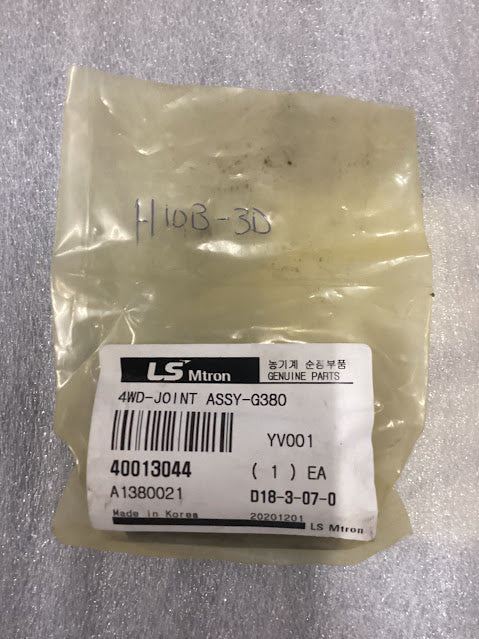 H10B-3D
LS Mtron 농기계 순정부품
GENUINE PARTS
4WD-JOINT ASSY-G380
YV001
40013044 ( 1 ) EA
A1380021 D18-3-07-0
Made in Korea 20201201
LS Mtron